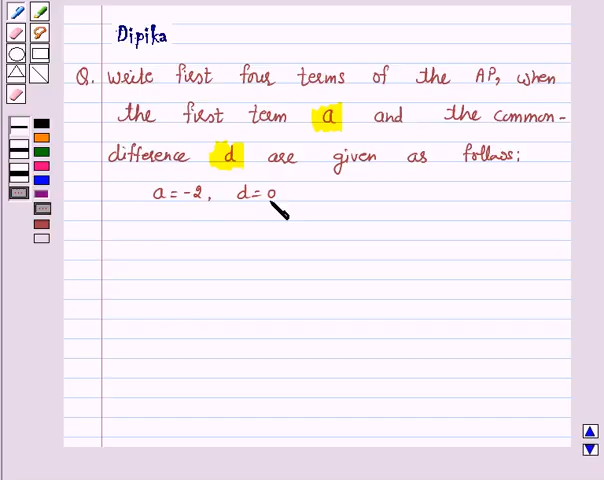 Dipika
Q. Write first four terms of the AP, when
the first term a and the common-
difference d are given as follows:
a = -2, d = 0